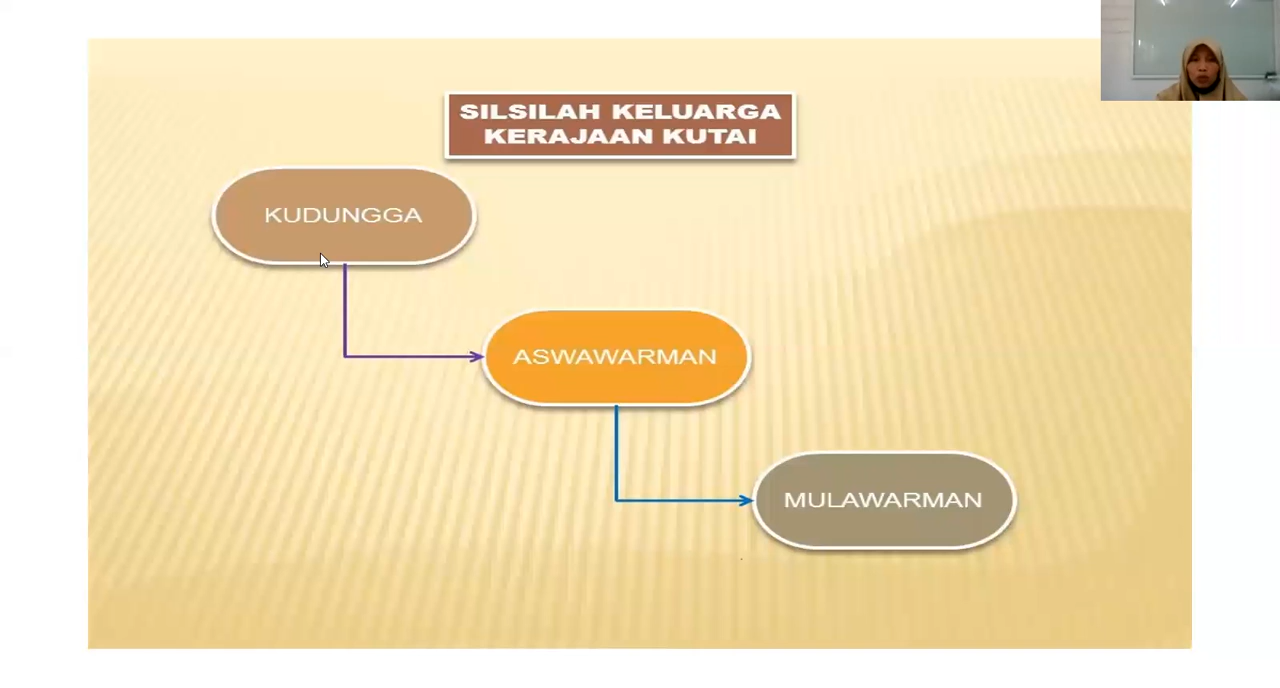 SILSILAH KELUARGA
KERAJAAN KUTAI
KUDUNGGA
ASWAWARMAN
MULAWARMAN